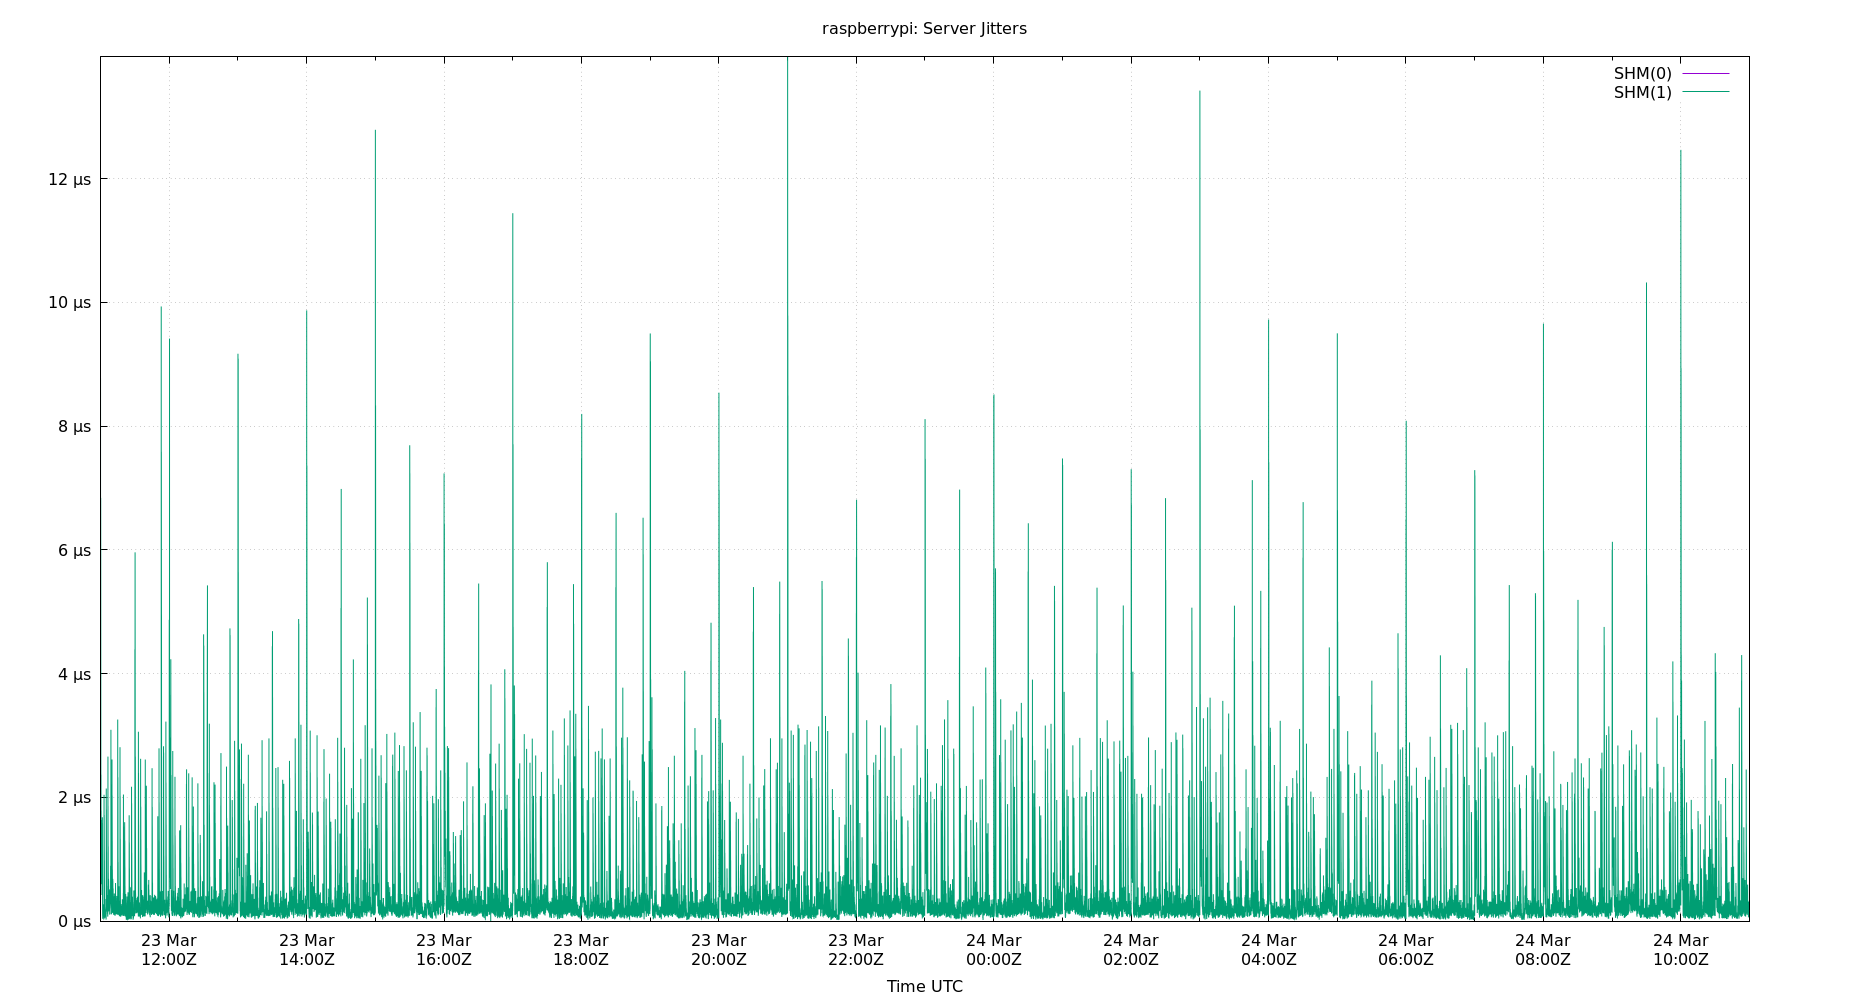 raspberrypi: Server Jitters
SHM(0)
SHM(1)
12 µs
10 µs
8 µs
6 µs
4 µs
2 µs
0 µs
23 Mar 23 Mar 23 Mar 23 Mar 23 Mar 23 Mar 24 Mar 24 Mar 24 Mar 24 Mar 24 Mar 24 Mar
12:00Z 14:00Z 16:00Z 18:00Z 20:00Z 22:00Z 00:00Z 02:00Z 04:00Z 06:00Z 08:00Z 10:00Z
Time UTC